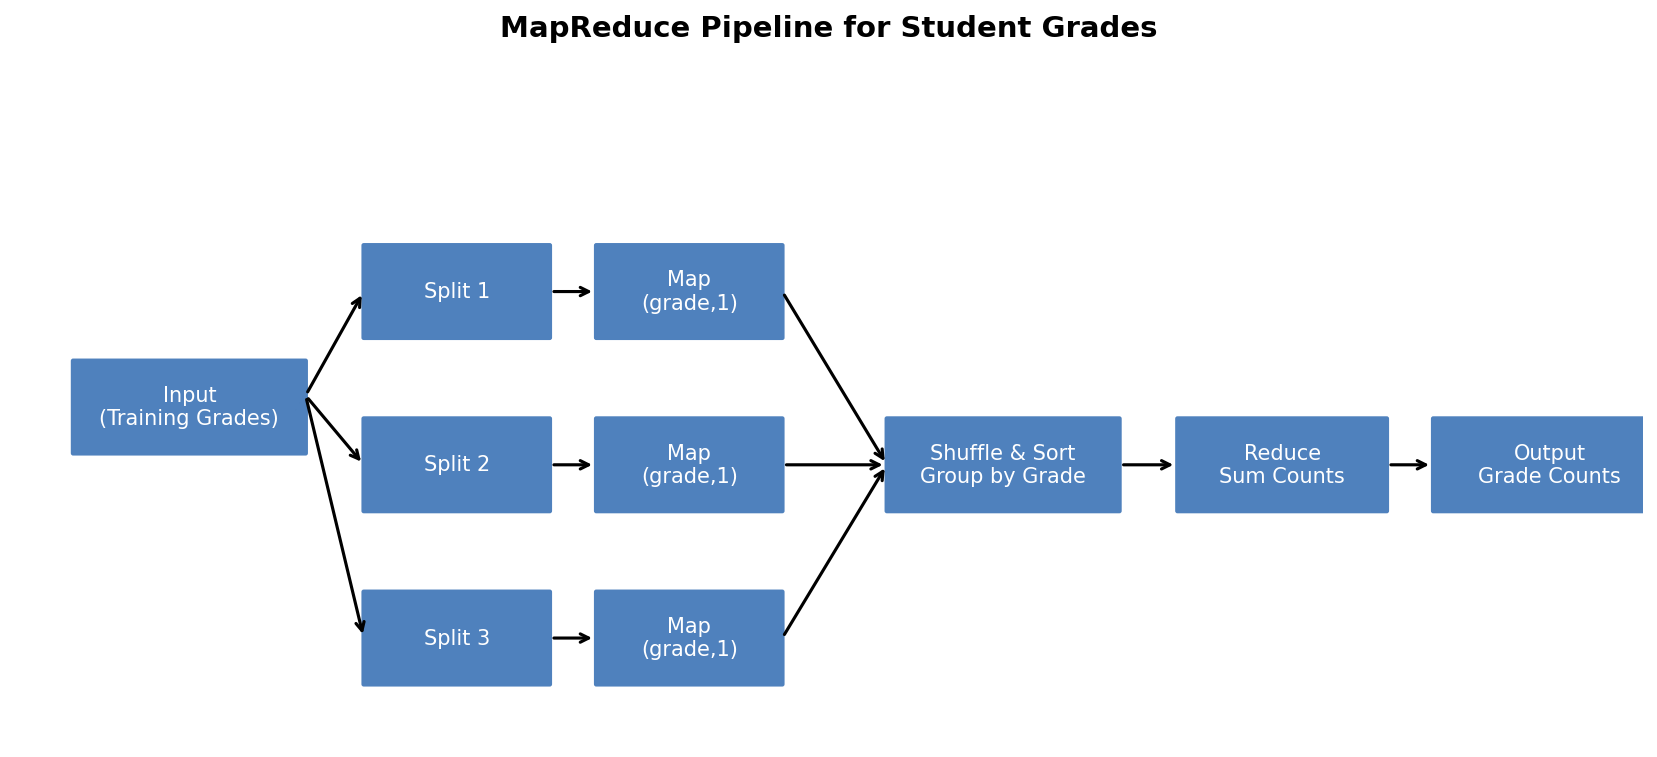 MapReduce Pipeline for Student Grades
Input
(Training Grades)
Split 1
Map
(grade,1)
Split 2
Map
(grade,1)
Split 3
Map
(grade,1)
Shuffle & Sort
Group by Grade
Reduce
Sum Counts
Output
Grade Counts